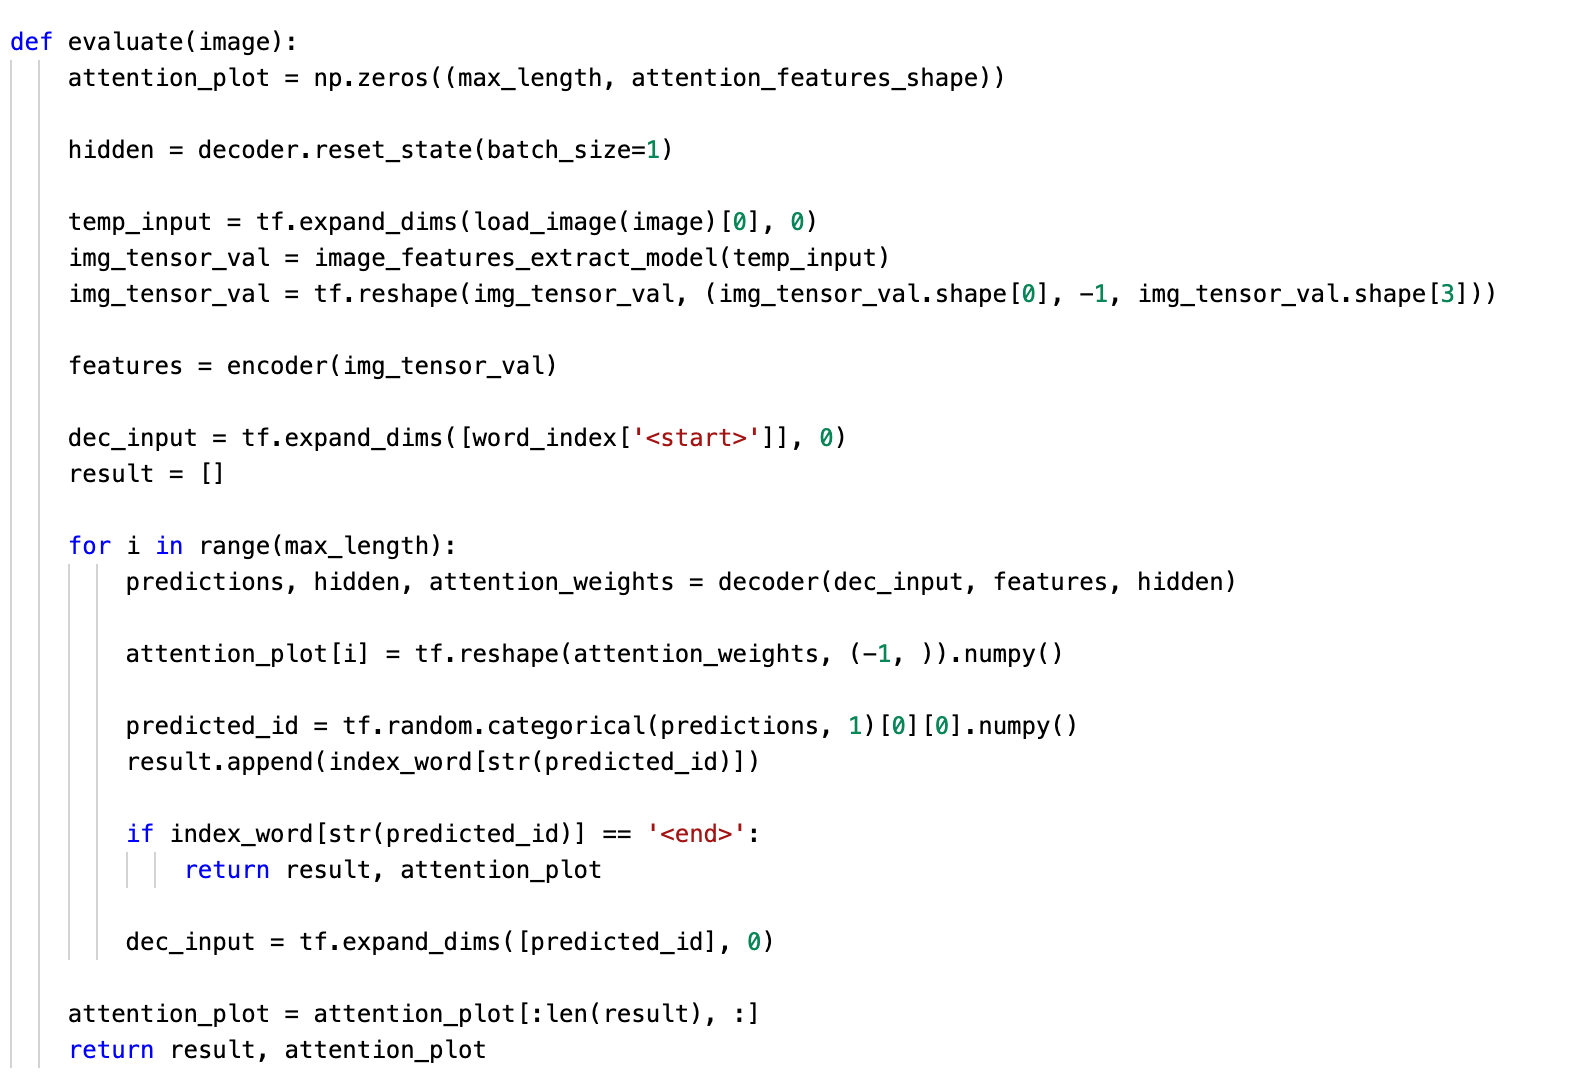 def evaluate(image):
    attention_plot = np.zeros((max_length, attention_features_shape))

    hidden = decoder.reset_state(batch_size=1)

    temp_input = tf.expand_dims(load_image(image)[0], 0)
    img_tensor_val = image_features_extract_model(temp_input)
    img_tensor_val = tf.reshape(img_tensor_val, (img_tensor_val.shape[0], -1, img_tensor_val.shape[3]))

    features = encoder(img_tensor_val)

    dec_input = tf.expand_dims([word_index['<start>']], 0)
    result = []

    for i in range(max_length):
        predictions, hidden, attention_weights = decoder(dec_input, features, hidden)

        attention_plot[i] = tf.reshape(attention_weights, (-1, )).numpy()

        predicted_id = tf.random.categorical(predictions, 1)[0][0].numpy()
        result.append(index_word[str(predicted_id)])

        if index_word[str(predicted_id)] == '<end>':
            return result, attention_plot

        dec_input = tf.expand_dims([predicted_id], 0)

    attention_plot = attention_plot[:len(result), :]
    return result, attention_plot